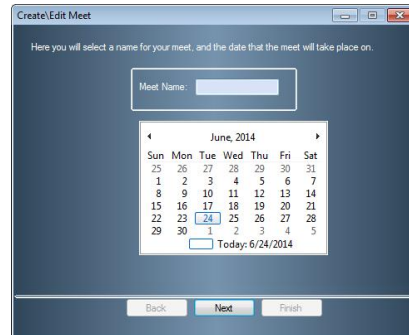 Create\Edit Meet
Here you will select a name for your meet, and the date that the meet will take place on.
Meet Name:
June, 2014
Sun Mon Tue Wed Thu Fri Sat
25 26 27 28 29 30 31
1 2 3 4 5 6 7
8 9 10 11 12 13 14
15 16 17 18 19 20 21
22 23 24 25 26 27 28
29 30 1 2 3 4 5
Today: 6/24/2014
Back Next Finish